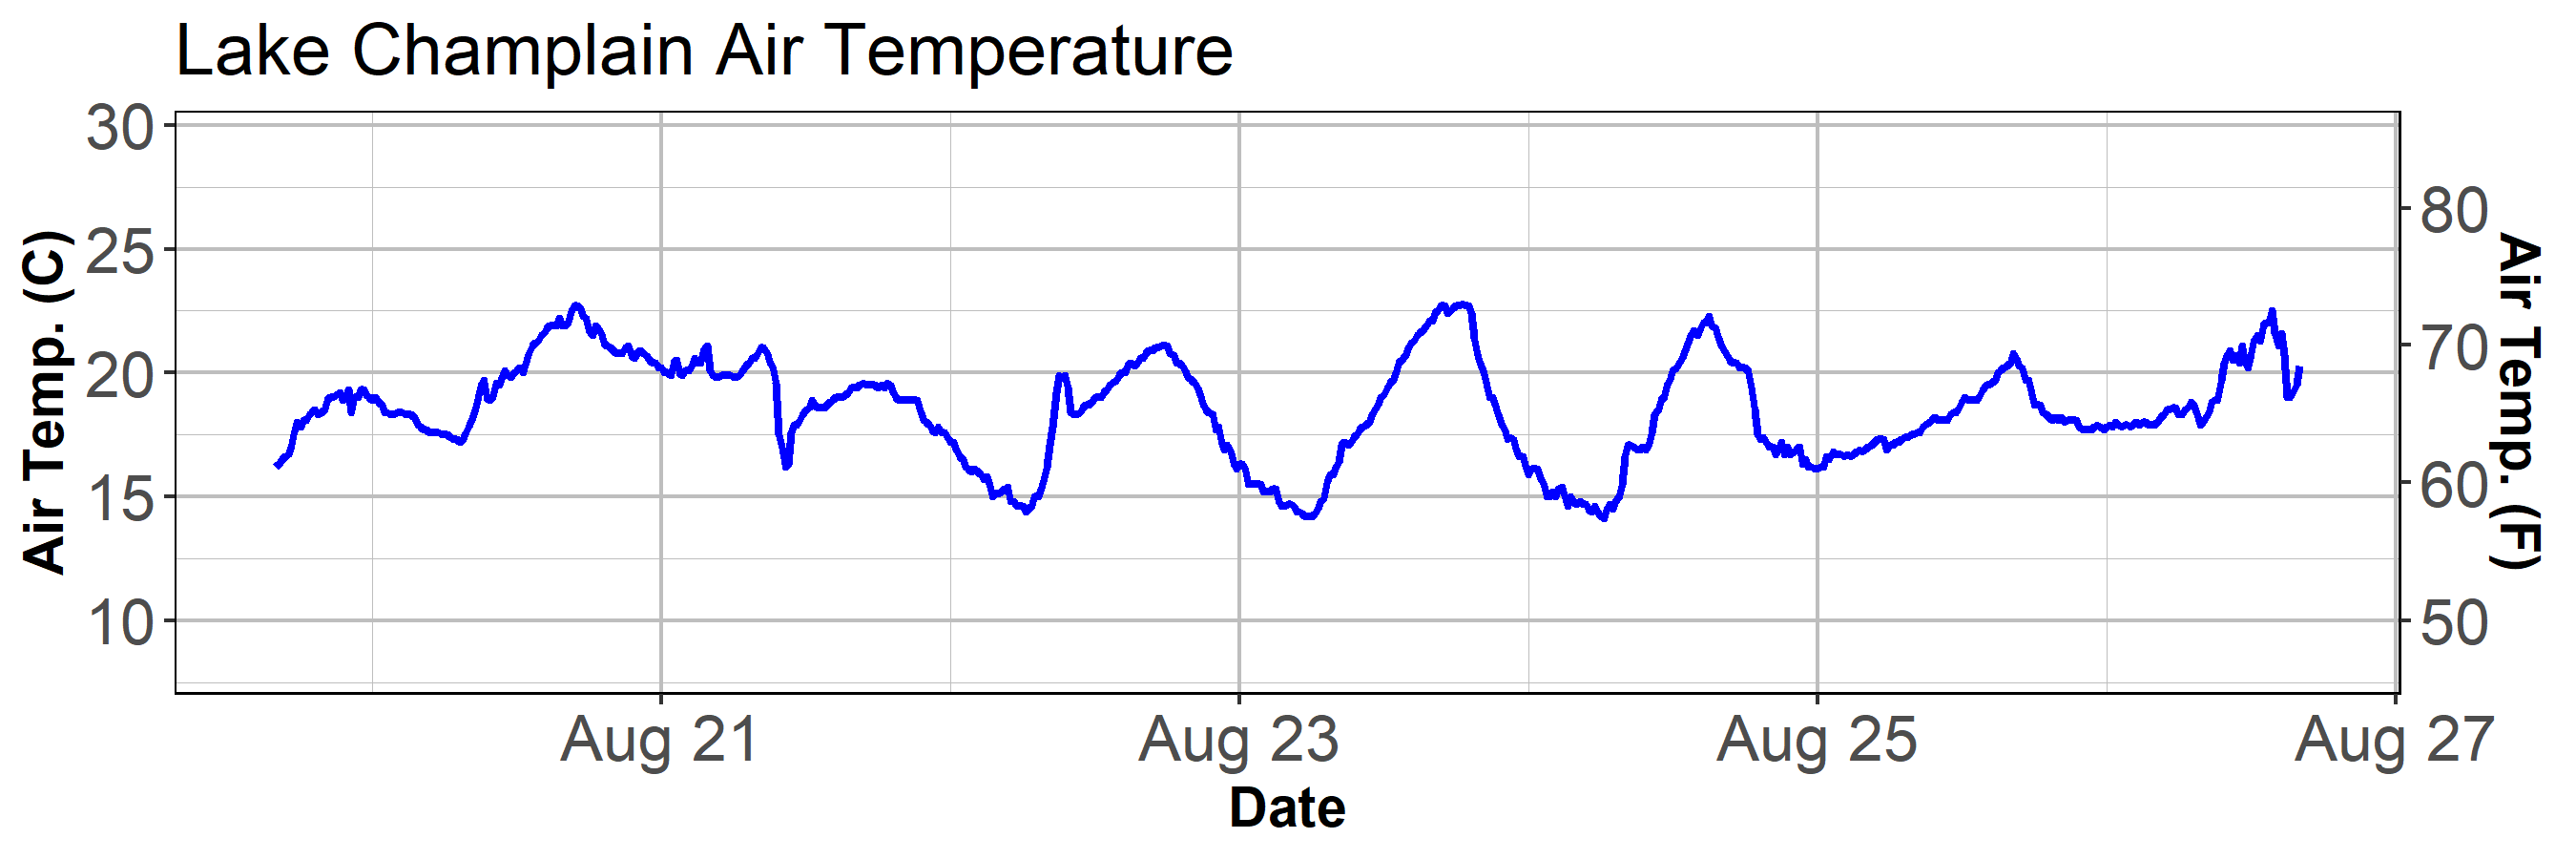 Lake Champlain Air Temperature
30
25
20
15
10
Air Temp. (C)
80
70
60
50
Air Temp. (F)
Aug 21
Aug 23
Aug 25
Aug 27
Date